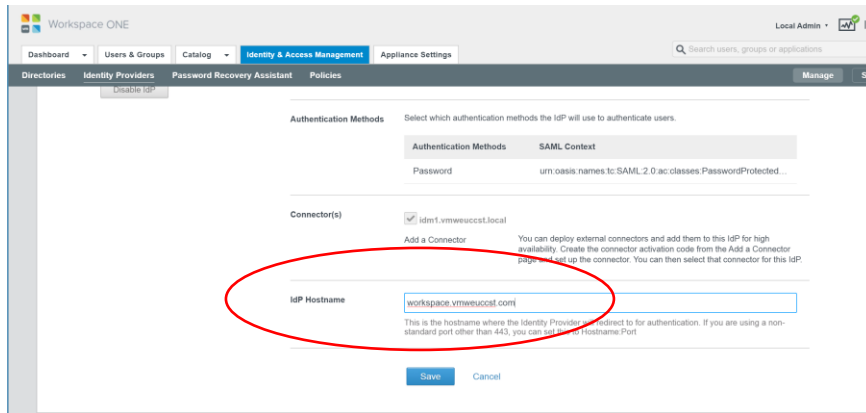 Workspace ONE
Local Admin
Dashboard Users & Groups Catalog Identity & Access Management Appliance Settings
Search users, groups or applications
Directories Identity Providers Password Recovery Assistant Policies Manage
Disable IdP
Authentication Methods Select which authentication methods the IdP will use to authenticate users.
Authentication Methods SAML Context
Password urn:oasis:names:tc:SAML:2.0:ac:classes:PasswordProtected...
Connector(s)
idm1.vmweuccst.local
Add a Connector You can deploy external connectors and add them to this IdP for high
availability. Create the connector activation code from the Add a Connector
page and set up the connector. You can then select that connector for this IdP.
IdP Hostname workspace.vmweuccst.com
This is the hostname where the Identity Provider will redirect to for authentication. If you are using a non-
standard port other than 443, you can set this to Hostname:Port
Save Cancel